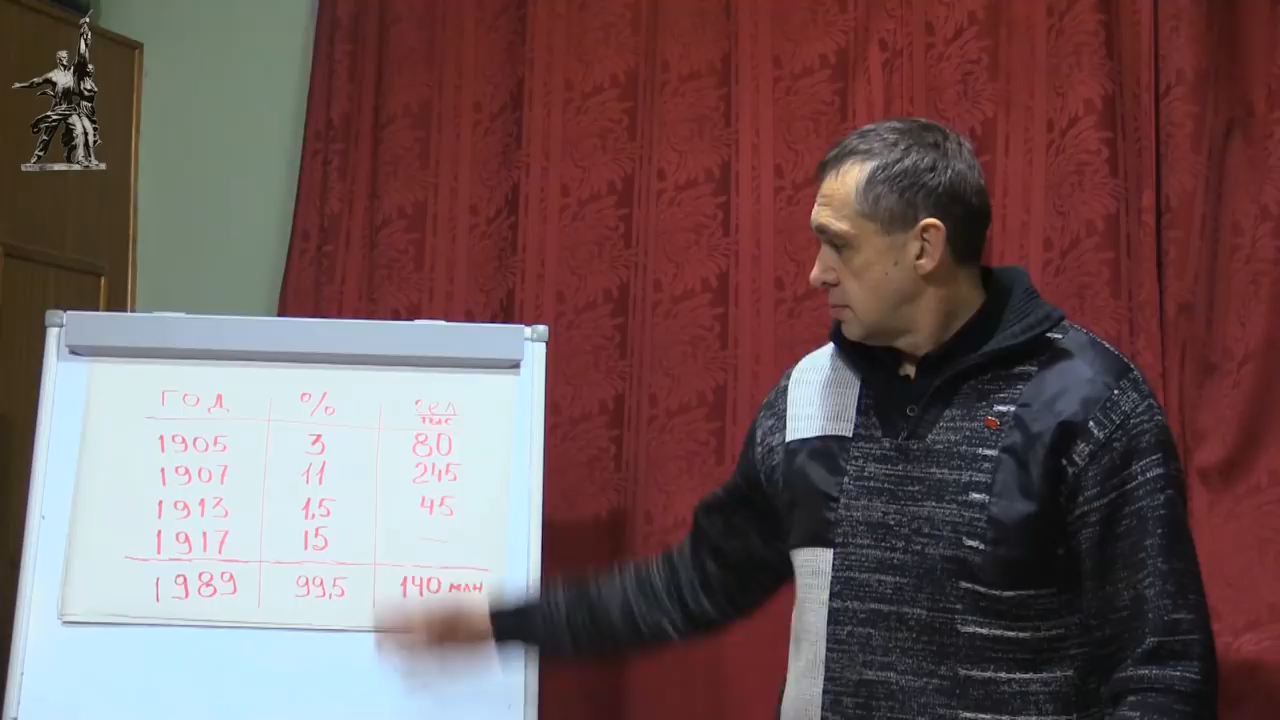 ГОД % чел
тыс
1905 3 80
1907 11 245
1913 1,5 45
1917 15 —
1989 99,5 140 млн